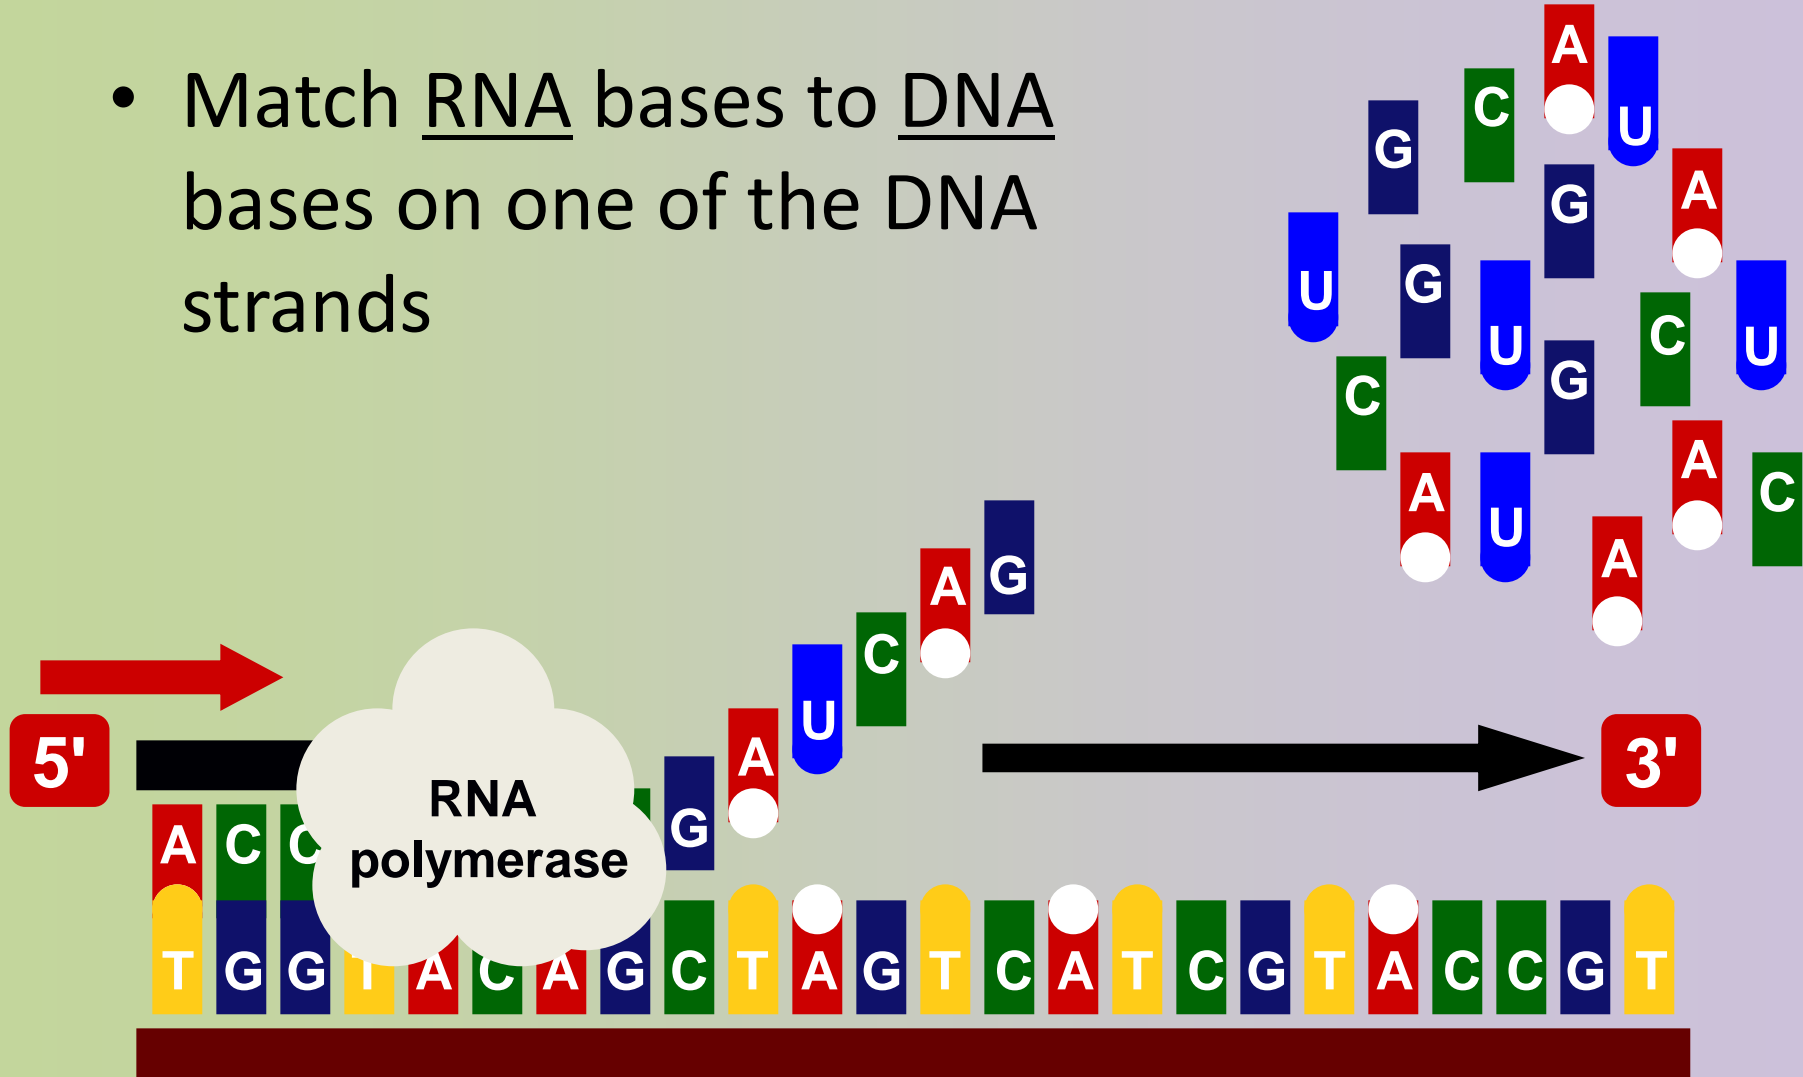 • Match RNA bases to DNA
bases on one of the DNA
strands
A
U
C
G
A
G
U
G
U
C
U
G
C
A
C
A
U
A
G
A
C
U
A
G
5'
3'
RNA
polymerase
A C C
T G G T A C A G C T A G T C A T C G T A C C G T